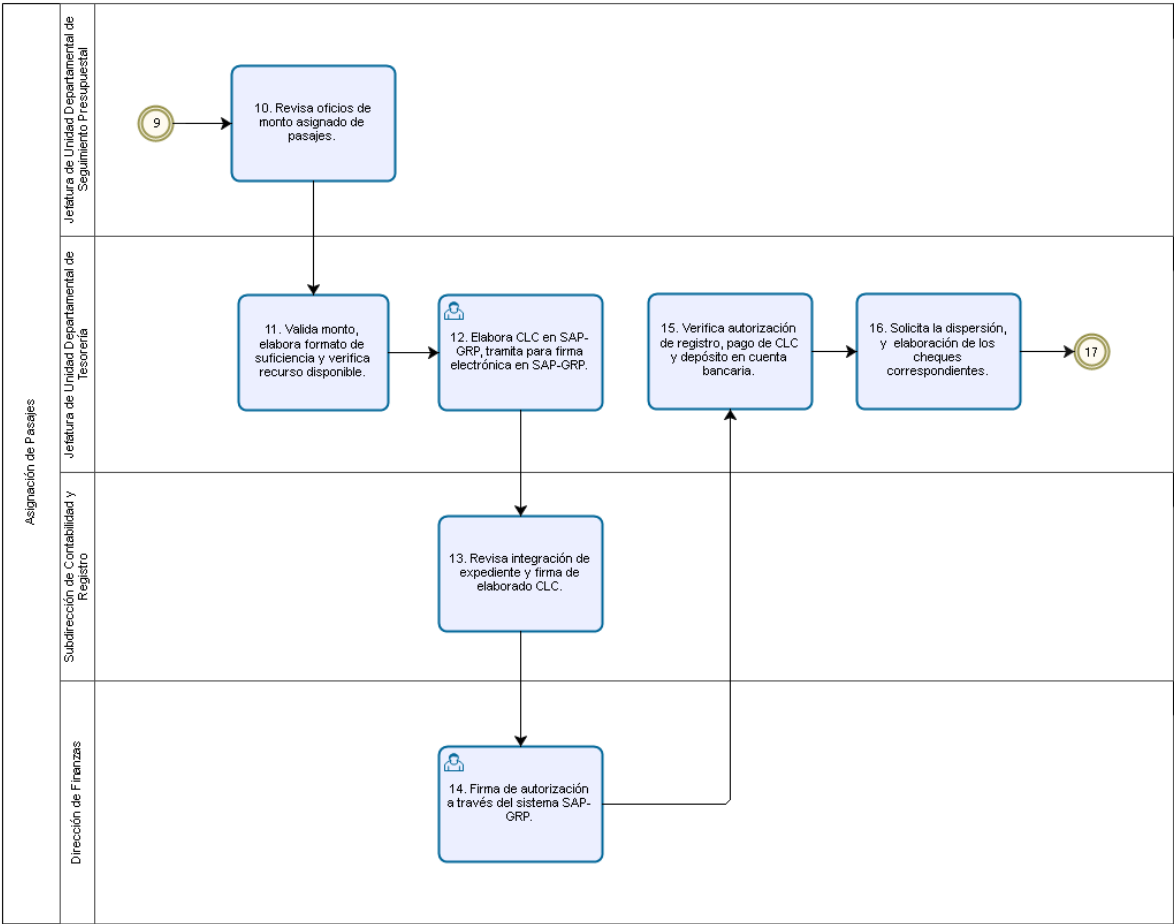 Asignación de Pasajes
Jefatura de Unidad Departamental de
Seguimiento Presupuestal
9
10. Revisa oficios de
monto asignado de
pasajes.
Jefatura de Unidad Departamental de
Tesorería
11. Valida monto,
elabora formato de
suficiencia y verifica
recurso disponible.
12. Elabora CLC en SAP-
GRP, tramita para firma
electrónica en SAP-GRP.
15. Verifica autorización
de registro, pago de CLC
y depósito en cuenta
bancaria.
16. Solicita la dispersión,
y elaboración de los
cheques
correspondientes.
17
Subdirección de Contabilidad y
Registro
13. Revisa integración de
expediente y firma de
elaborado CLC.
Dirección de Finanzas
14. Firma de autorización
a través del sistema SAP-
GRP.